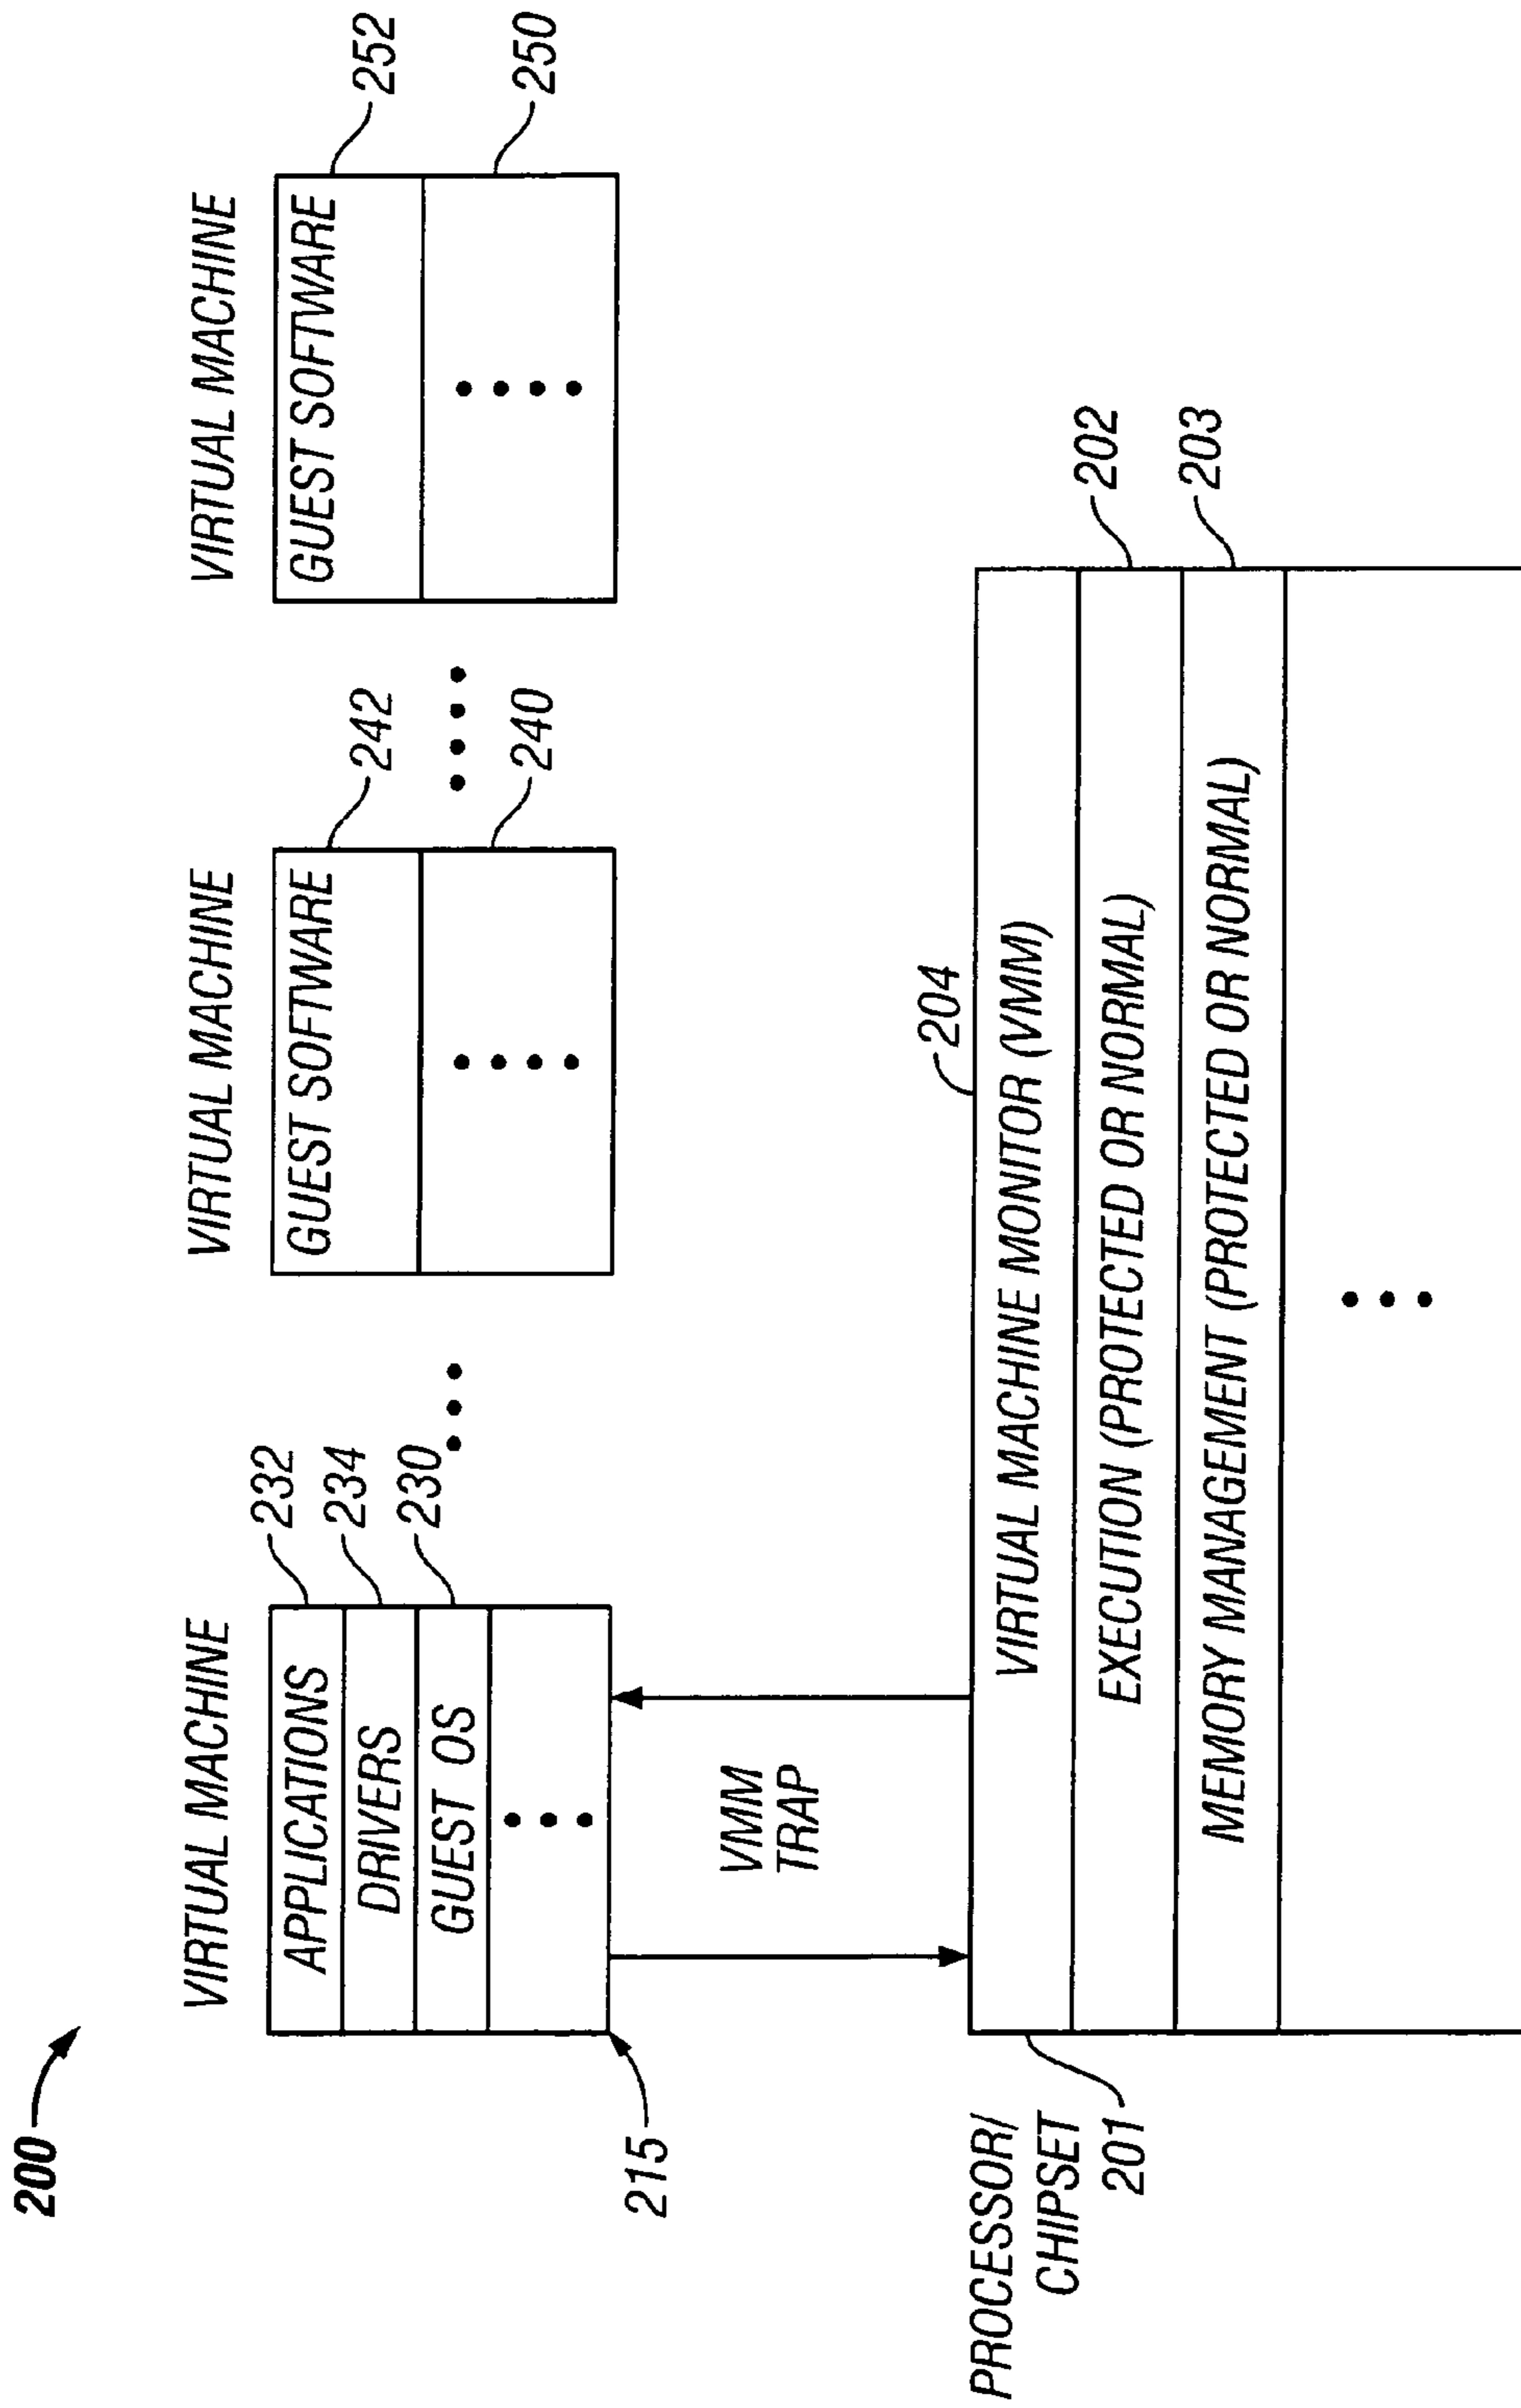 200
VIRTUAL MACHINE
VIRTUAL MACHINE
VIRTUAL MACHINE
APPLICATIONS
232
DRIVERS
234
GUEST OS
230
215
GUEST SOFTWARE
242
240
GUEST SOFTWARE
252
250
VMM
TRAP
204
PROCESSOR/
CHIPSET
201
VIRTUAL MACHINE MONITOR (VMM)
EXECUTION (PROTECTED OR NORMAL)
202
MEMORY MANAGEMENT (PROTECTED OR NORMAL)
203